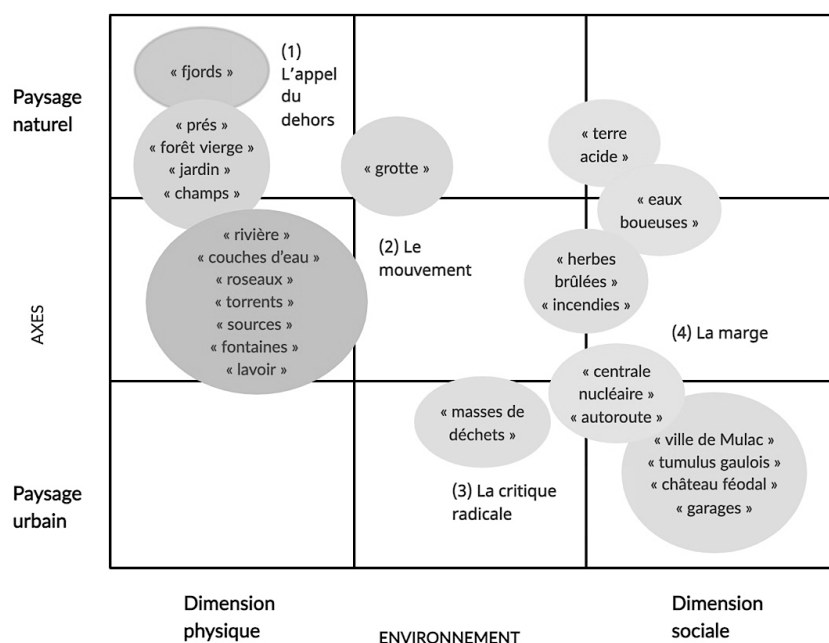 Paysage
naturel
« fjords »
(1)
L'appel
du
dehors
« prés »
« forêt vierge »
« jardin »
« champs »
« grotte »
« terre
acide »
« eaux
boueuses »
AXES
« rivière »
« couches d'eau »
« roseaux »
« torrents »
« sources »
« fontaines »
« lavoir »
(2) Le
mouvement
« herbes
brûlées »
« incendies »
(4) La marge
Paysage
urbain
« masses de
déchets »
(3) La critique
radicale
« centrale
nucléaire »
« autoroute »
« ville de Mulac »
« tumulus gaulois »
« château féodal »
« garages »
Dimension
physique
ENVIRONNEMENT
Dimension
sociale